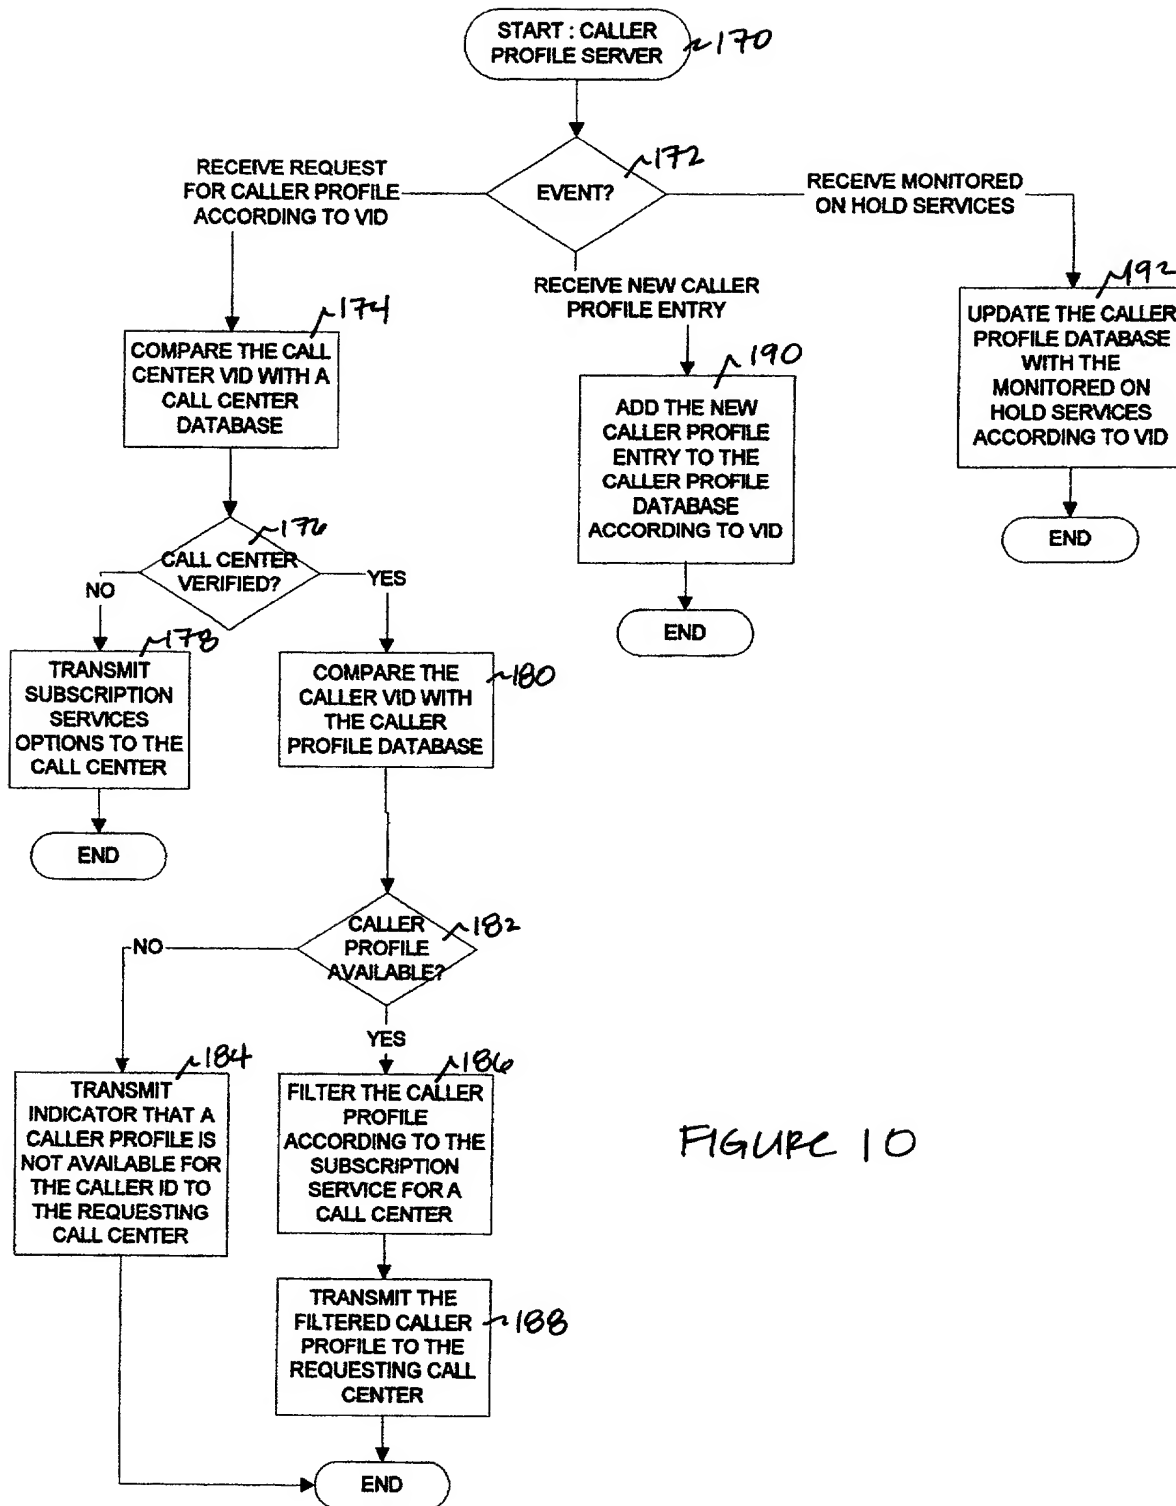 START : CALLER
PROFILE SERVER
170
172
EVENT?
RECEIVE REQUEST
FOR CALLER PROFILE
ACCORDING TO VID
RECEIVE MONITORED
ON HOLD SERVICES
RECEIVE NEW CALLER
PROFILE ENTRY
174
COMPARE THE CALL
CENTER VID WITH A
CALL CENTER
DATABASE
190
ADD THE NEW
CALLER PROFILE
ENTRY TO THE
CALLER PROFILE
DATABASE
ACCORDING TO VID
END
192
UPDATE THE CALLER
PROFILE DATABASE
WITH THE
MONITORED ON
HOLD SERVICES
ACCORDING TO VID
END
176
CALL CENTER
VERIFIED?
NO
YES
178
TRANSMIT
SUBSCRIPTION
SERVICES
OPTIONS TO THE
CALL CENTER
END
180
COMPARE THE
CALLER VID WITH
THE CALLER
PROFILE DATABASE
182
CALLER
PROFILE
AVAILABLE?
NO
YES
184
TRANSMIT
INDICATOR THAT A
CALLER PROFILE IS
NOT AVAILABLE FOR
THE CALLER ID TO
THE REQUESTING
CALL CENTER
186
FILTER THE CALLER
PROFILE
ACCORDING TO THE
SUBSCRIPTION
SERVICE FOR A
CALL CENTER
188
TRANSMIT THE
FILTERED CALLER
PROFILE TO THE
REQUESTING CALL
CENTER
END
FIGURE 10